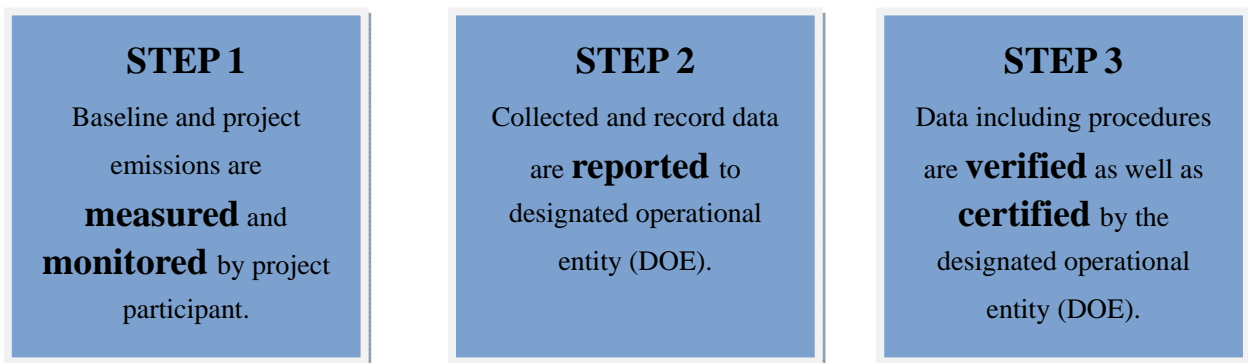 STEP 1
Baseline and project
emissions are
measured and
monitored by project
participant.
STEP 2
Collected and record data
are reported to
designated operational
entity (DOE).
STEP 3
Data including procedures
are verified as well as
certified by the
designated operational
entity (DOE).